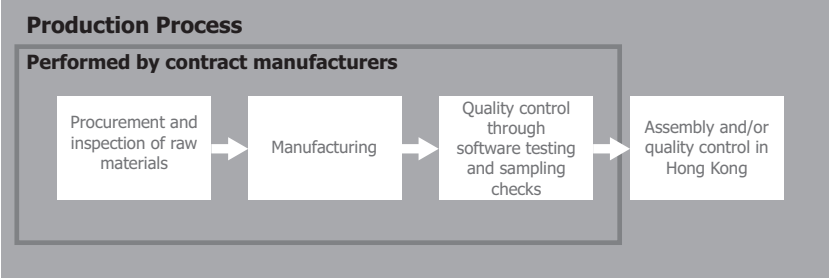 Production Process
Performed by contract manufacturers
Procurement and
inspection of raw
materials
Manufacturing
Quality control
through
software testing
and sampling
checks
Assembly and/or
quality control in
Hong Kong